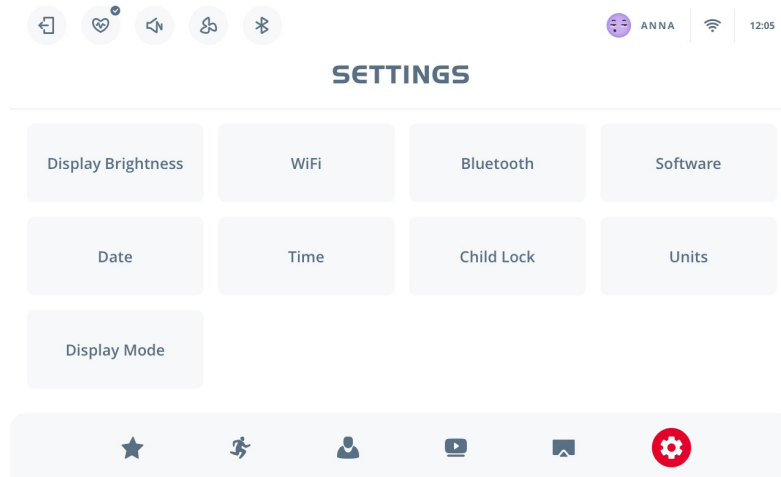 ANNA 12:05
SETTINGS
Display Brightness WiFi Bluetooth Software
Date Time Child Lock Units
Display Mode